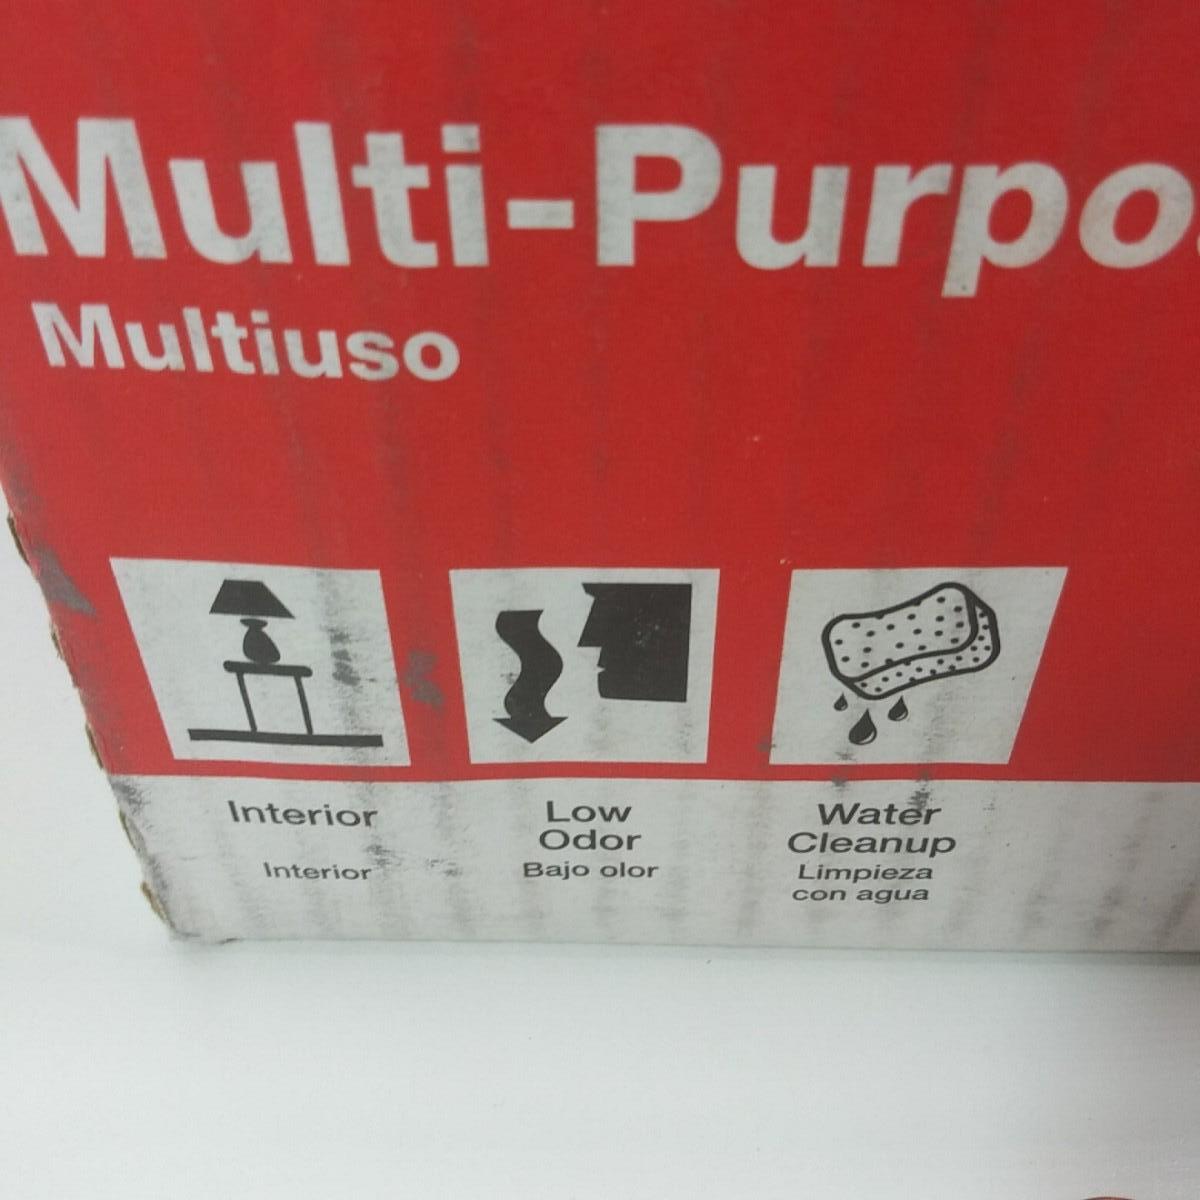 Multi-Purpo
Multiuso
Interior
Interior
Low
Odor
Bajo olor
Water
Cleanup
Limpieza
con agua